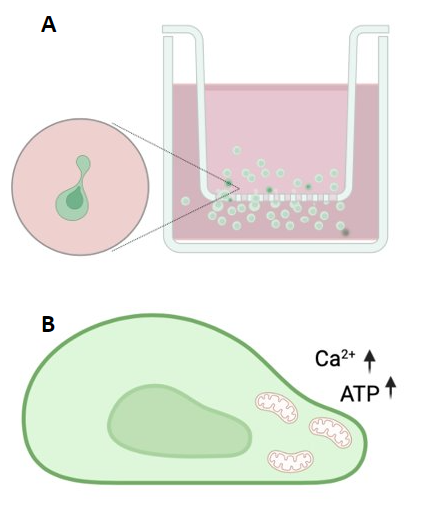 A
B
Ca²⁺ ↑
ATP ↑